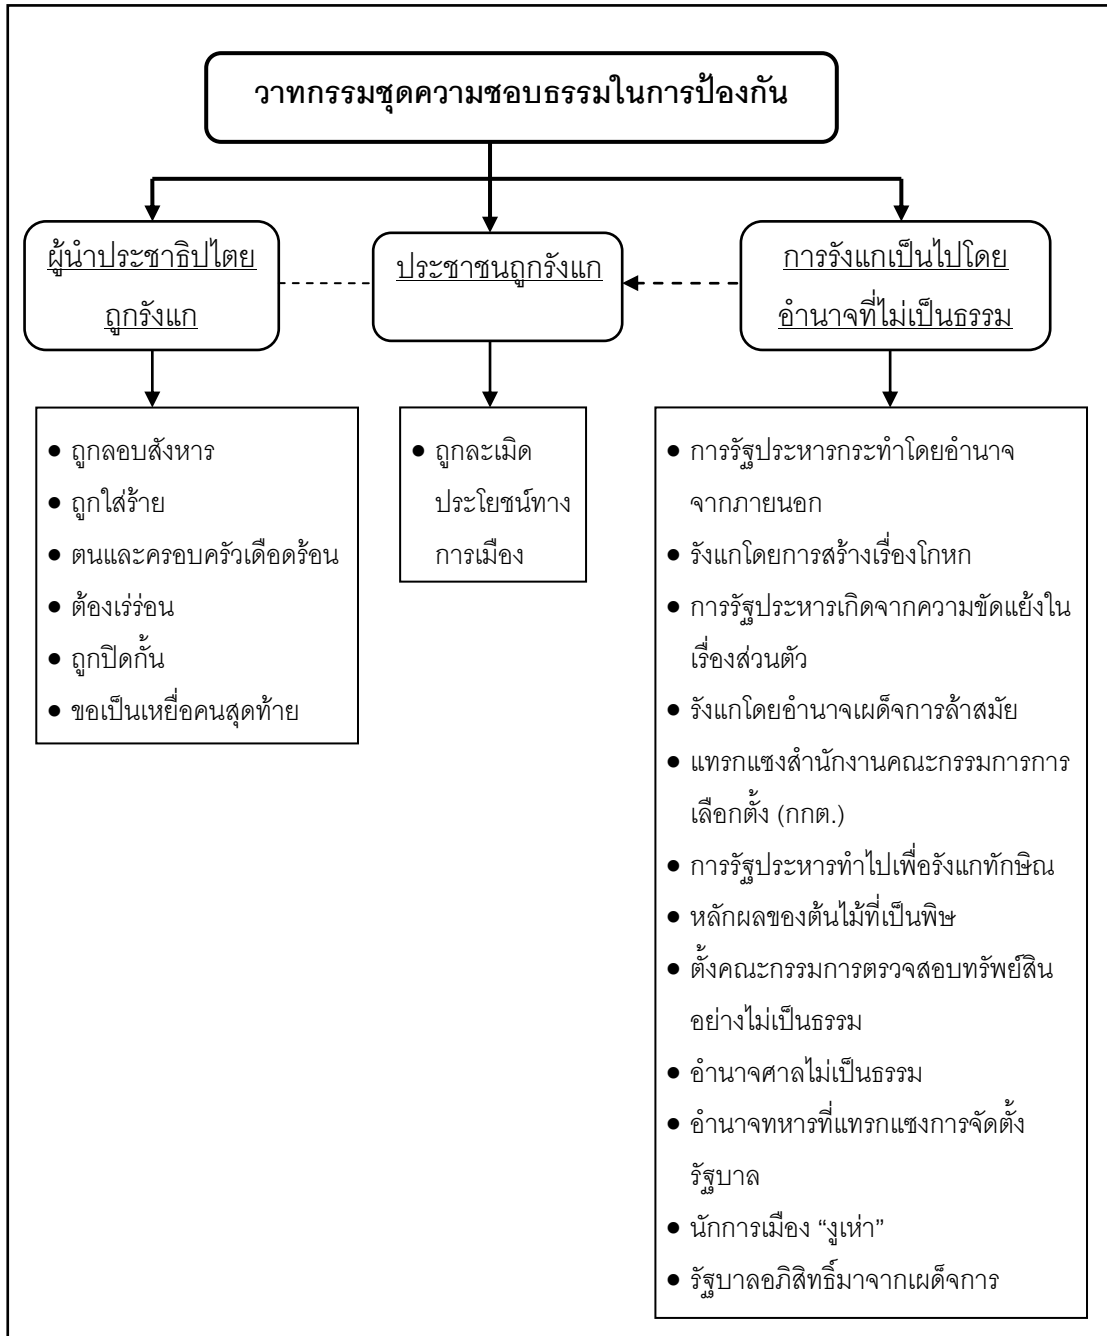 วาทกรรมชุดความชอบธรรมในการป้องกัน
ผู้นำประชาธิปไตย
ถูกรังแก
ประชาชนถูกรังแก
การรังแกเป็นไปโดย
อำนาจที่ไม่เป็นธรรม
● ถูกลอบสังหาร
● ถูกใส่ร้าย
● ตนและครอบครัวเดือดร้อน
● ต้องเร่ร่อน
● ถูกปิดกั้น
● ขอเป็นเหยื่อคนสุดท้าย
● ถูกละเมิด
ประโยชน์ทาง
การเมือง
● การรัฐประหารกระทำโดยอำนาจ
จากภายนอก
● รังแกโดยการสร้างเรื่องโกหก
● การรัฐประหารเกิดจากความขัดแย้งใน
เรื่องส่วนตัว
● รังแกโดยอำนาจเผด็จการล้าสมัย
● แทรกแซงสำนักงานคณะกรรมการการ
เลือกตั้ง (กกต.)
● การรัฐประหารทำไปเพื่อรังแกทักษิณ
● หลักผลของต้นไม้ที่เป็นพิษ
● ตั้งคณะกรรมการตรวจสอบทรัพย์สิน
อย่างไม่เป็นธรรม
● อำนาจศาลไม่เป็นธรรม
● อำนาจทหารที่แทรกแซงการจัดตั้ง
รัฐบาล
● นักการเมือง “งูเห่า”
● รัฐบาลอภิสิทธิ์มาจากเผด็จการ